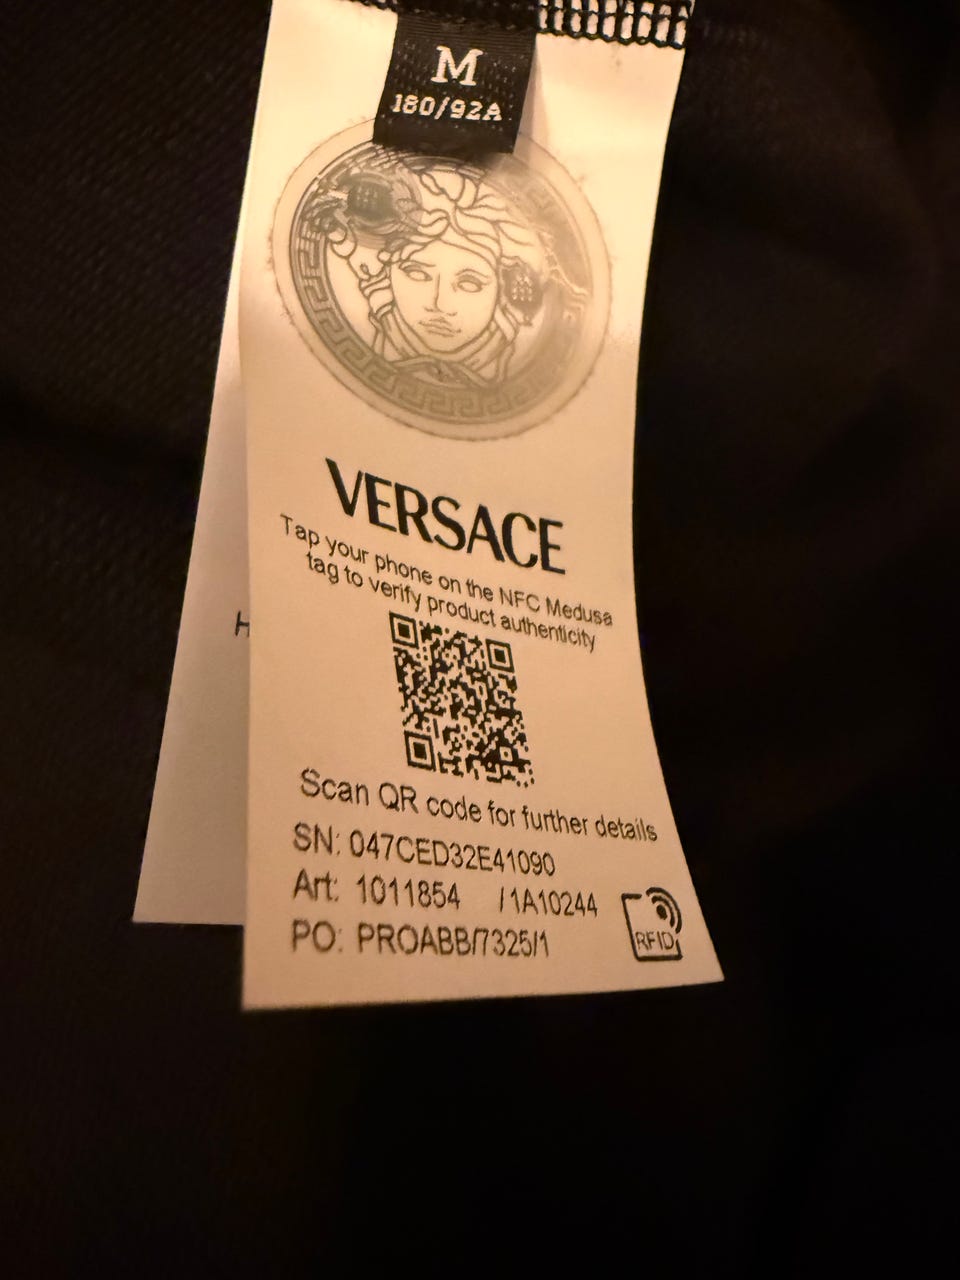 M
180/92A
VERSACE
Tap your phone on the NFC Medusa
tag to verify product authenticity
H
Scan QR code for further details
SN: 047CED32E41090
Art: 1011854 /1A10244
PO: PROABB/7325/1
RFID